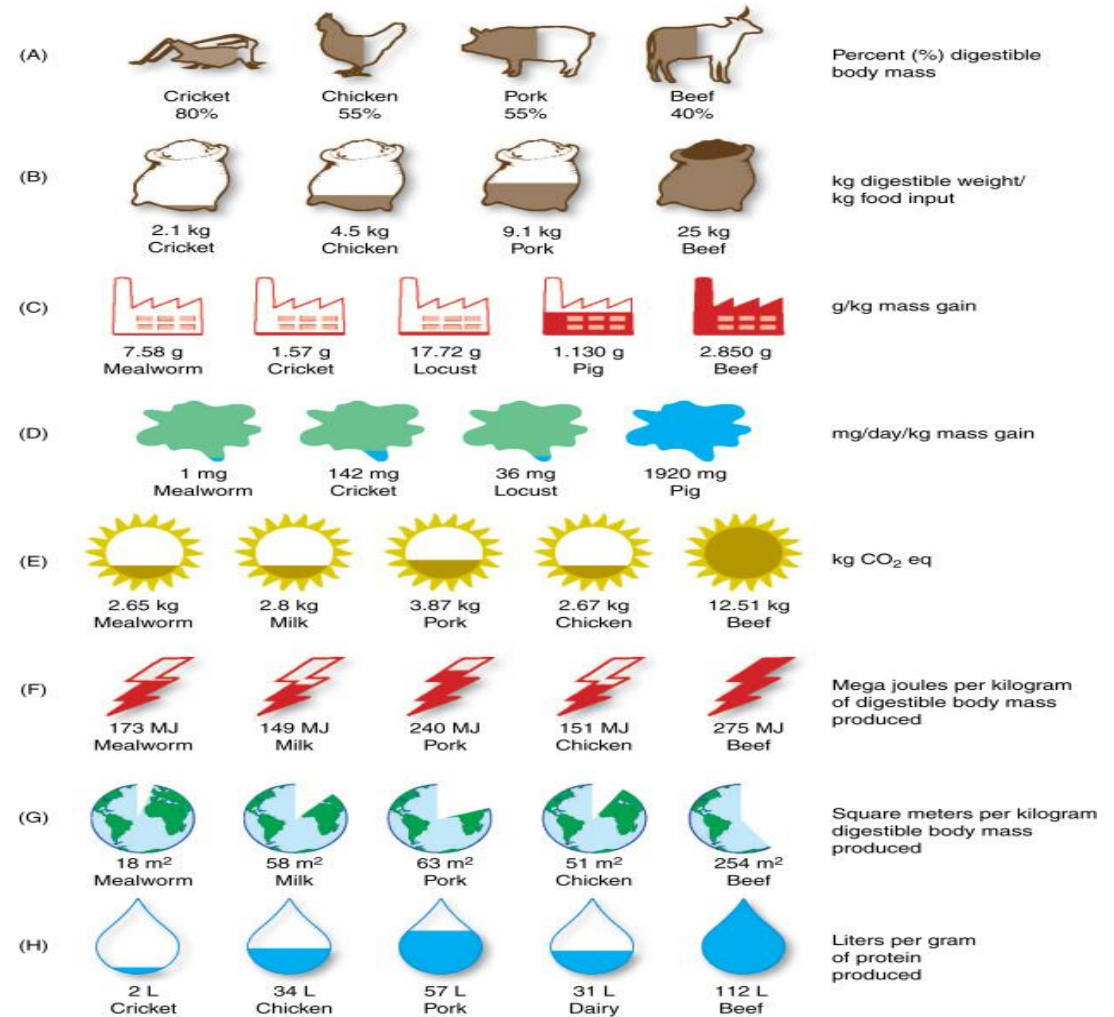 (A)
Cricket Chicken Pork Beef
80% 55% 55% 40%
Percent (%) digestible
body mass
(B)
2.1 kg 4.5 kg 9.1 kg 25 kg
Cricket Chicken Pork Beef
kg digestible weight/
kg food input
(C)
7.58 g 1.57 g 17.72 g 1.130 g 2.850 g
Mealworm Cricket Locust Pig Beef
g/kg mass gain
(D)
1 mg 142 mg 36 mg 1920 mg
Mealworm Cricket Locust Pig
mg/day/kg mass gain
(E)
2.65 kg 2.8 kg 3.87 kg 2.67 kg 12.51 kg
Mealworm Milk Pork Chicken Beef
kg CO₂ eq
(F)
173 MJ 149 MJ 240 MJ 151 MJ 275 MJ
Mealworm Milk Pork Chicken Beef
Mega joules per kilogram
of digestible body mass
produced
(G)
18 m² 58 m² 63 m² 51 m² 254 m²
Mealworm Milk Pork Chicken Beef
Square meters per kilogram
digestible body mass
produced
(H)
2 L 34 L 57 L 31 L 112 L
Cricket Chicken Pork Dairy Beef
Liters per gram
of protein
produced